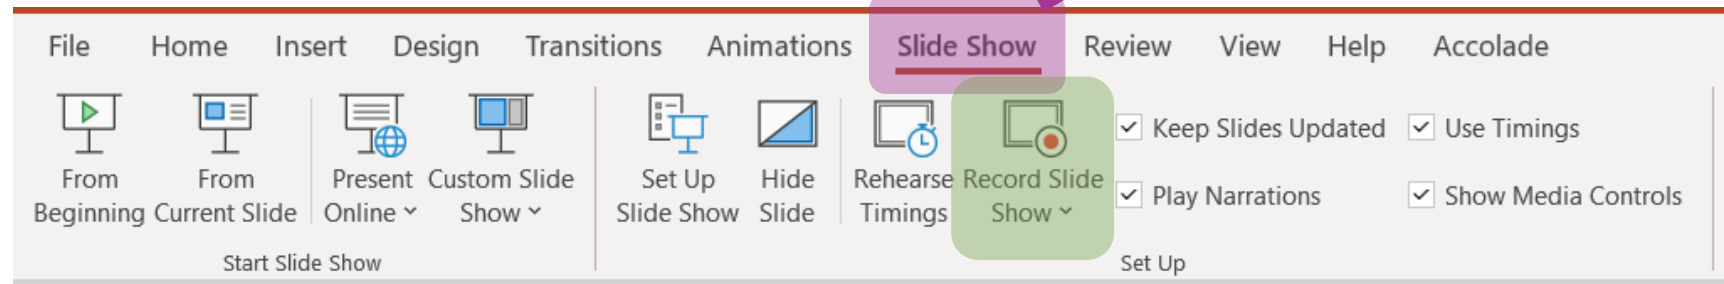 File Home Insert Design Transitions Animations Slide Show Review View Help Accolade
From Beginning
From Current Slide
Present Online
Custom Slide Show
Set Up Slide Show
Hide Slide
Rehearse Timings
Record Slide Show
Keep Slides Updated
Use Timings
Play Narrations
Show Media Controls
Start Slide Show
Set Up